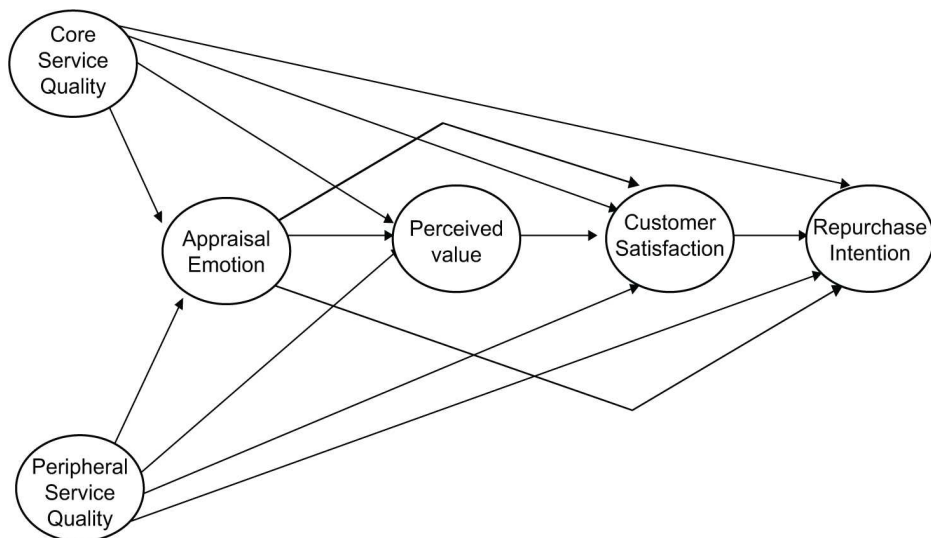 Core
Service
Quality
Appraisal
Emotion
Perceived
value
Customer
Satisfaction
Repurchase
Intention
Peripheral
Service
Quality